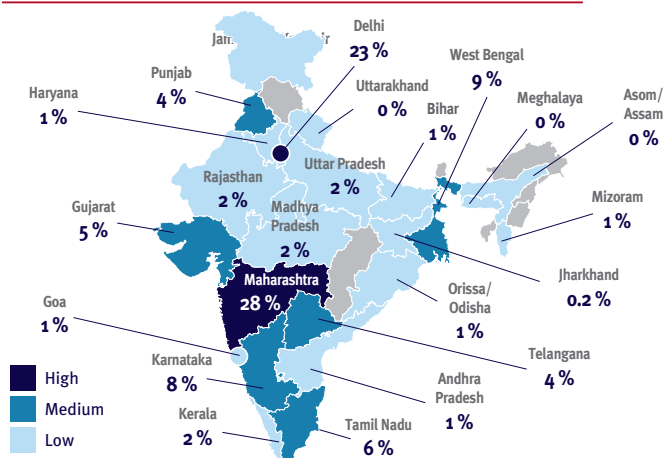 Delhi
23 %
West Bengal
9 %
Punjab
4 %
Haryana
1 %
Uttarakhand
0 %
Bihar
1 %
Meghalaya
0 %
Asom/
Assam
0 %
Rajasthan
2 %
Uttar Pradesh
2 %
Gujarat
5 %
Madhya
Pradesh
2 %
Mizoram
1 %
Maharashtra
28 %
Jharkhand
0.2 %
Orissa/
Odisha
1 %
Goa
1 %
Telangana
4 %
Karnataka
8 %
Andhra
Pradesh
1 %
Kerala
2 %
Tamil Nadu
6 %
High
Medium
Low